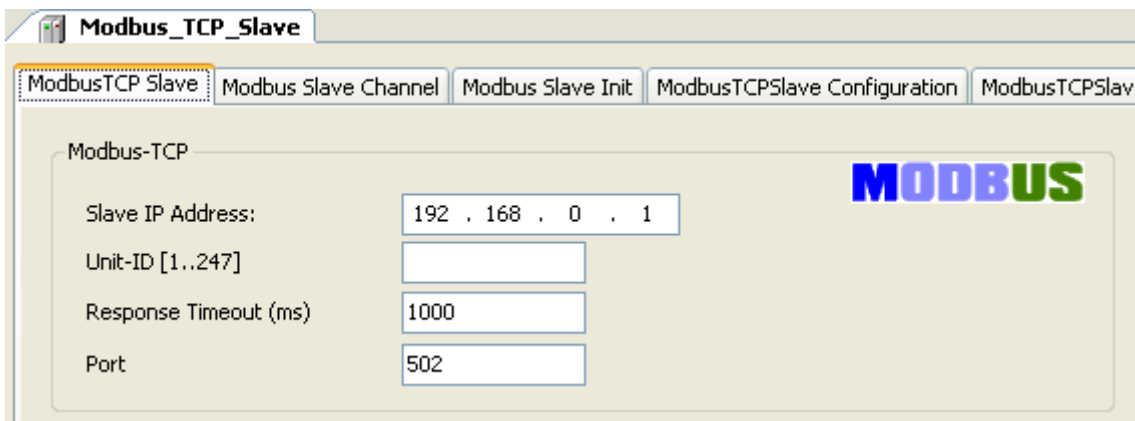 Modbus_TCP_Slave
ModbusTCP Slave Modbus Slave Channel Modbus Slave Init ModbusTCPSlave Configuration ModbusTCPSlav
Modbus-TCP
MODBUS
Slave IP Address: 192 . 168 . 0 . 1
Unit-ID [1..247]
Response Timeout (ms) 1000
Port 502